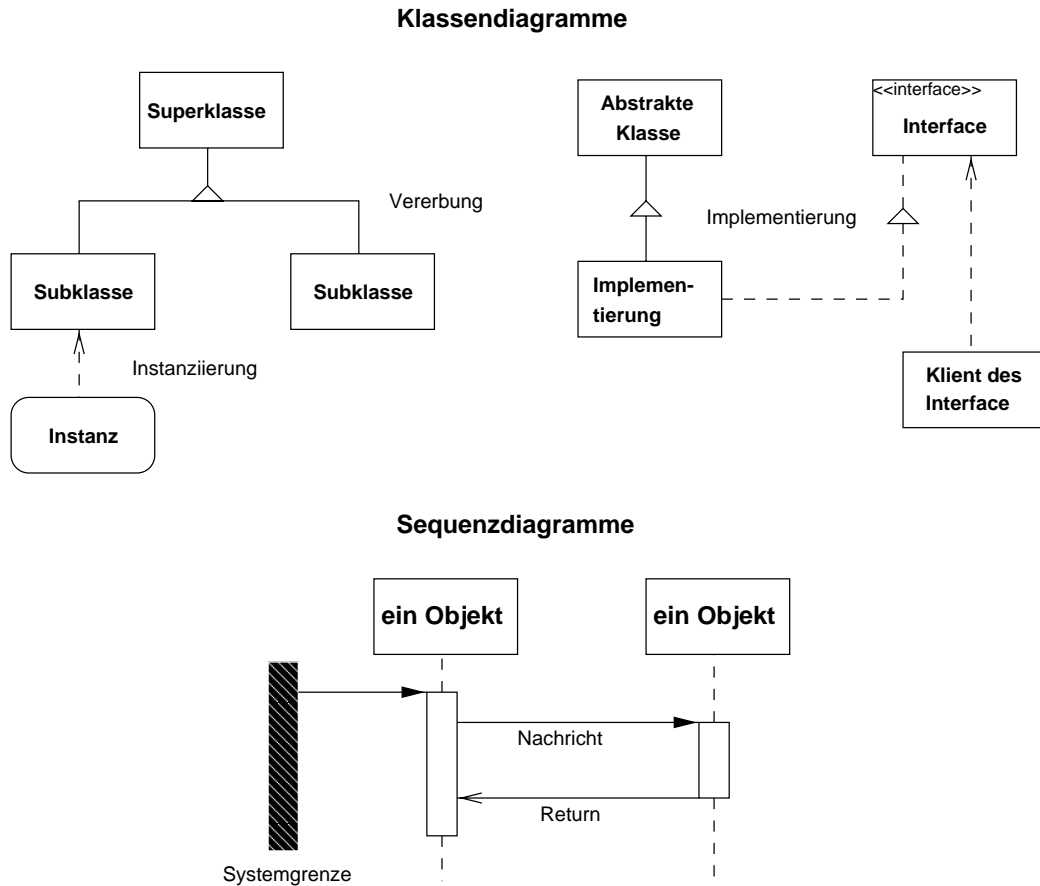 Klassendiagramme
Superklasse
Vererbung
Subklasse
Subklasse
Instanziierung
Instanz
Abstrakte
Klasse
Implementierung
Implemen-
tierung
<<interface>>
Interface
Klient des
Interface
Sequenzdiagramme
ein Objekt
ein Objekt
Nachricht
Return
Systemgrenze